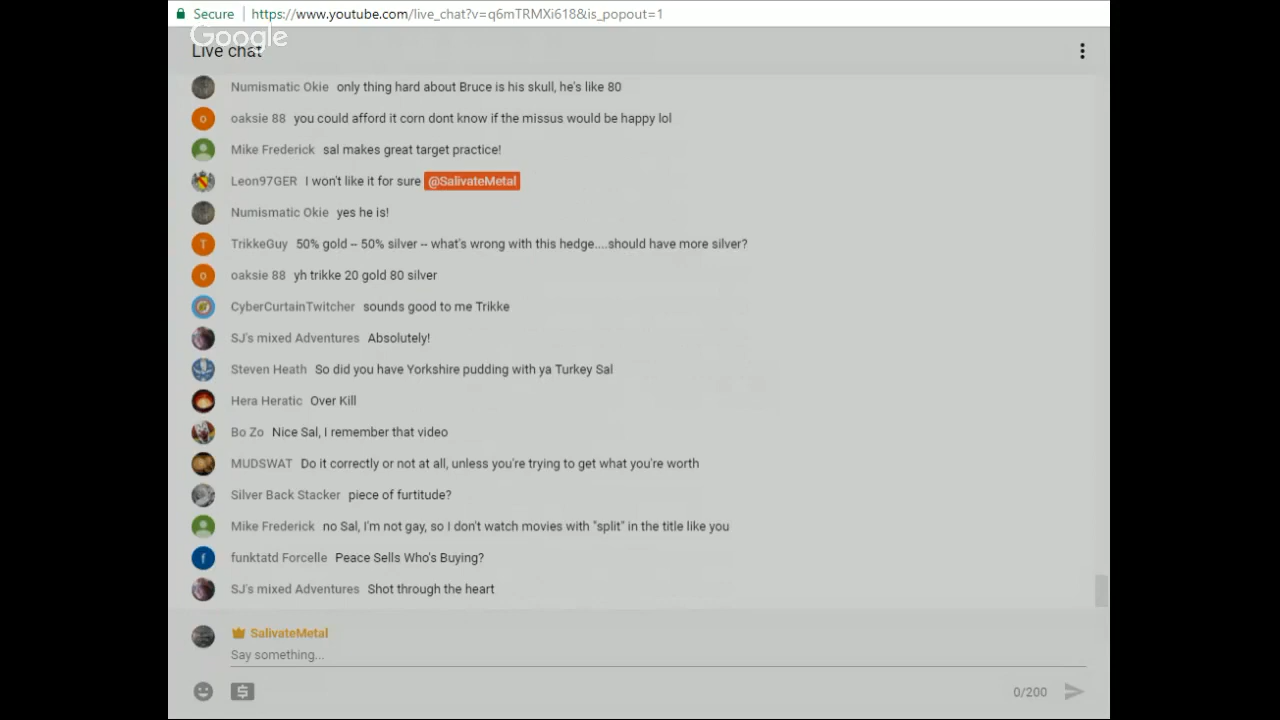 Secure https://www.youtube.com/live_chat?v=q6mTRMXi618&is_popout=1
Google
Live chat
Numismatic Okie only thing hard about Bruce is his skull, he's like 80
o oaksie 88 you could afford it corn dont know if the missus would be happy lol
Mike Frederick sal makes great target practice!
Leon97GER I won't like it for sure @SalivateMetal
Numismatic Okie yes he is!
T TrikkeGuy 50% gold -- 50% silver -- what's wrong with this hedge....should have more silver?
o oaksie 88 yh trikke 20 gold 80 silver
CyberCurtainTwitcher sounds good to me Trikke
SJ's mixed Adventures Absolutely!
Steven Heath So did you have Yorkshire pudding with ya Turkey Sal
Hera Heratic Over Kill
Bo Zo Nice Sal, I remember that video
MUDSWAT Do it correctly or not at all, unless you're trying to get what you're worth
Silver Back Stacker piece of furtitude?
Mike Frederick no Sal, I'm not gay, so I don't watch movies with "split" in the title like you
f funktatd Forcelle Peace Sells Who's Buying?
SJ's mixed Adventures Shot through the heart
SalivateMetal
Say something...
0/200